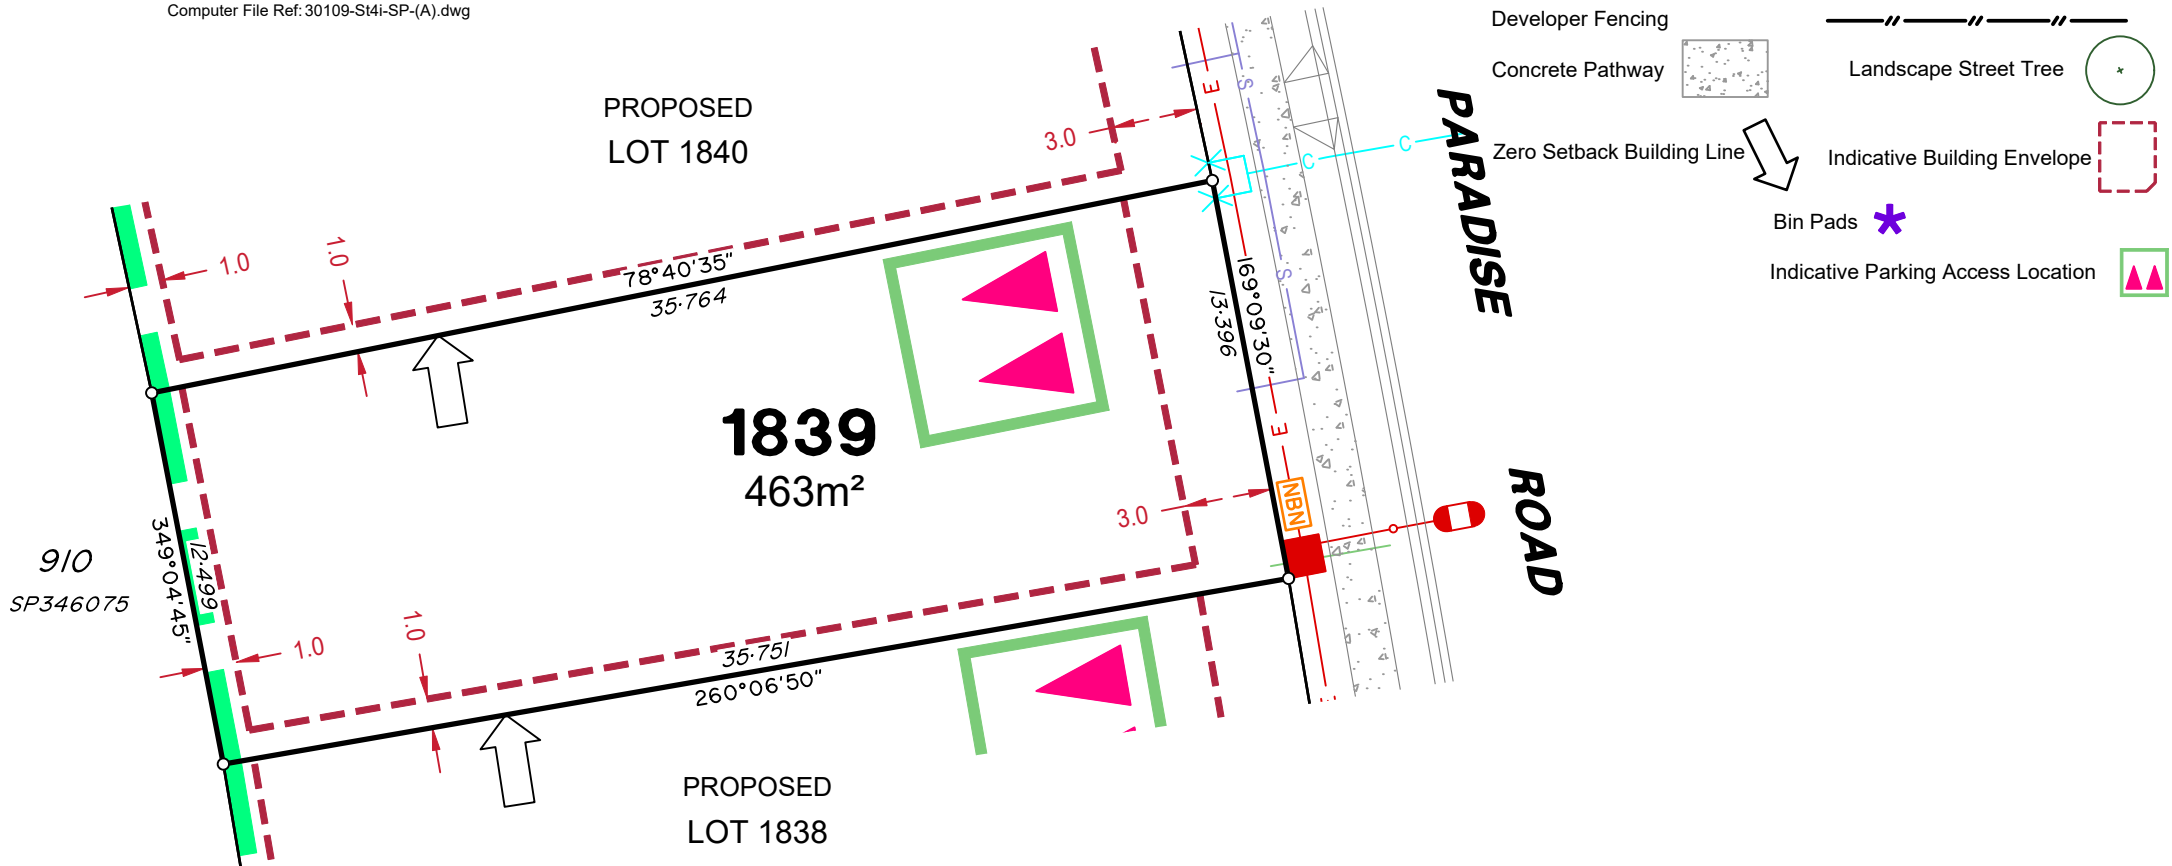 Computer File Ref: 30109-St4i-SP-(A).dwg
Developer Fencing
Concrete Pathway
Landscape Street Tree
Zero Setback Building Line
Indicative Building Envelope
Bin Pads
Indicative Parking Access Location
PROPOSED
LOT 1840
3.0
E
S
C
C
PARADISE
1.0
1.0
78°40'35"
35·764
169°09'30"
13·396
S
1839
463m²
E
NBN
3.0
ROAD
910
SP346075
349°04'45"
12·499
1.0
1.0
35·751
260°06'50"
PROPOSED
LOT 1838